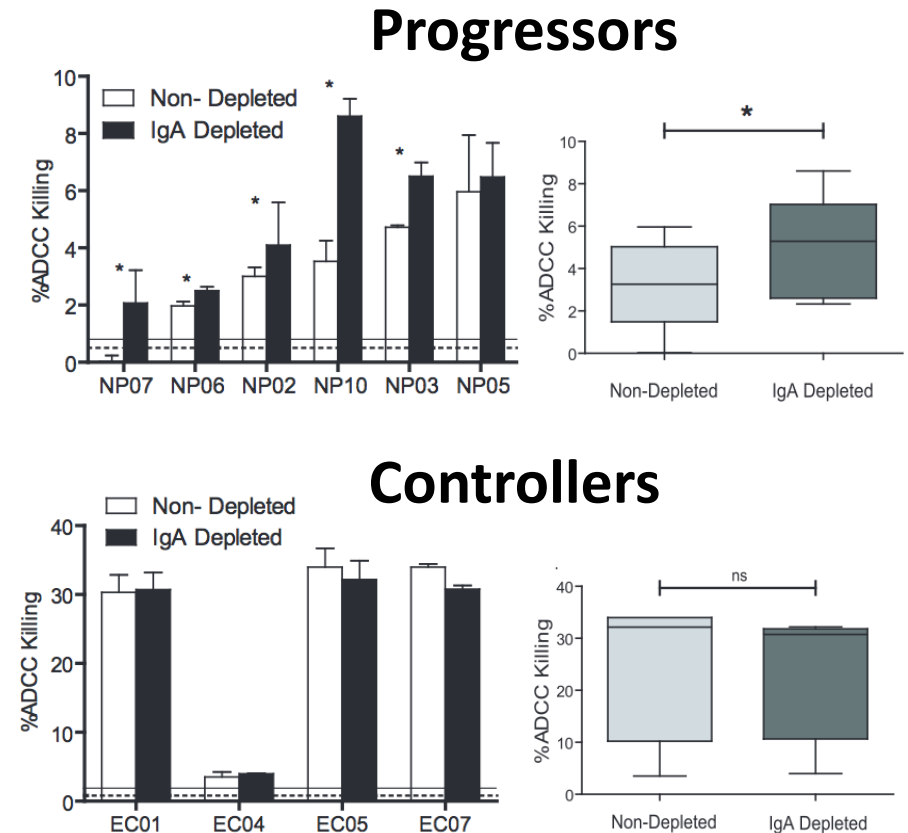 Progressors
Non- Depleted
IgA Depleted
%ADCC Killing
10
8
6
4
2
0
* * * * *
NP07 NP06 NP02 NP10 NP03 NP05
*
%ADCC Killing
10
8
6
4
2
0
Non-Depleted IgA Depleted
Controllers
Non- Depleted
IgA Depleted
%ADCC Killing
40
30
20
10
0
EC01 EC04 EC05 EC07
ns
%ADCC Killing
40
30
20
10
0
Non-Depleted IgA Depleted